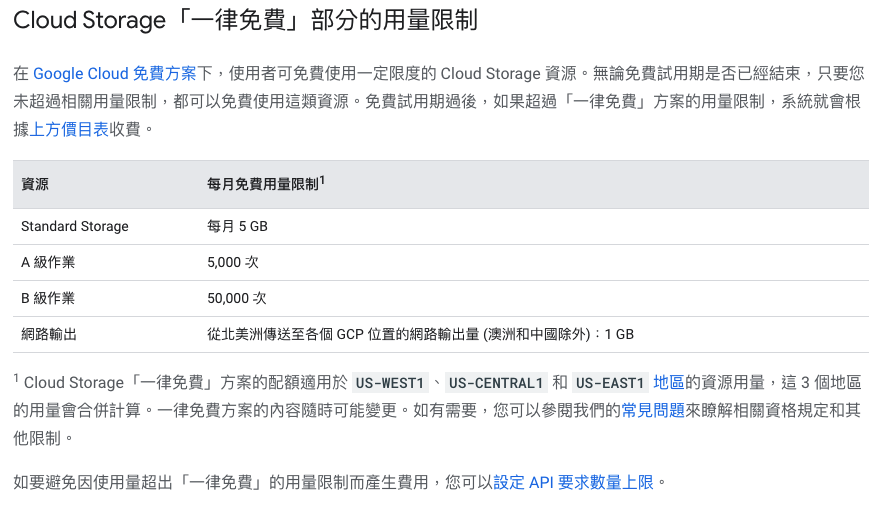 Cloud Storage「一律免費」部分的用量限制
在 Google Cloud 免費方案下，使用者可免費使用一定限度的 Cloud Storage 資源。無論免費試用期是否已經結束，只要您
未超過相關用量限制，都可以免費使用這類資源。免費試用期過後，如果超過「一律免費」方案的用量限制，系統就會根
據上方價目表收費。
資源 每月免費用量限制1
Standard Storage 每月 5 GB
A 級作業 5,000 次
B 級作業 50,000 次
網路輸出 從北美洲傳送至各個 GCP 位置的網路輸出量 (澳洲和中國除外)：1 GB
1 Cloud Storage「一律免費」方案的配額適用於 US-WEST1、US-CENTRAL1 和 US-EAST1 地區的資源用量，這 3 個地區
的用量會合併計算。一律免費方案的內容隨時可能變更。如有需要，您可以參閱我們的常見問題來瞭解相關資格規定和其
他限制。
如要避免因使用量超出「一律免費」的用量限制而產生費用，您可以設定 API 要求數量上限。